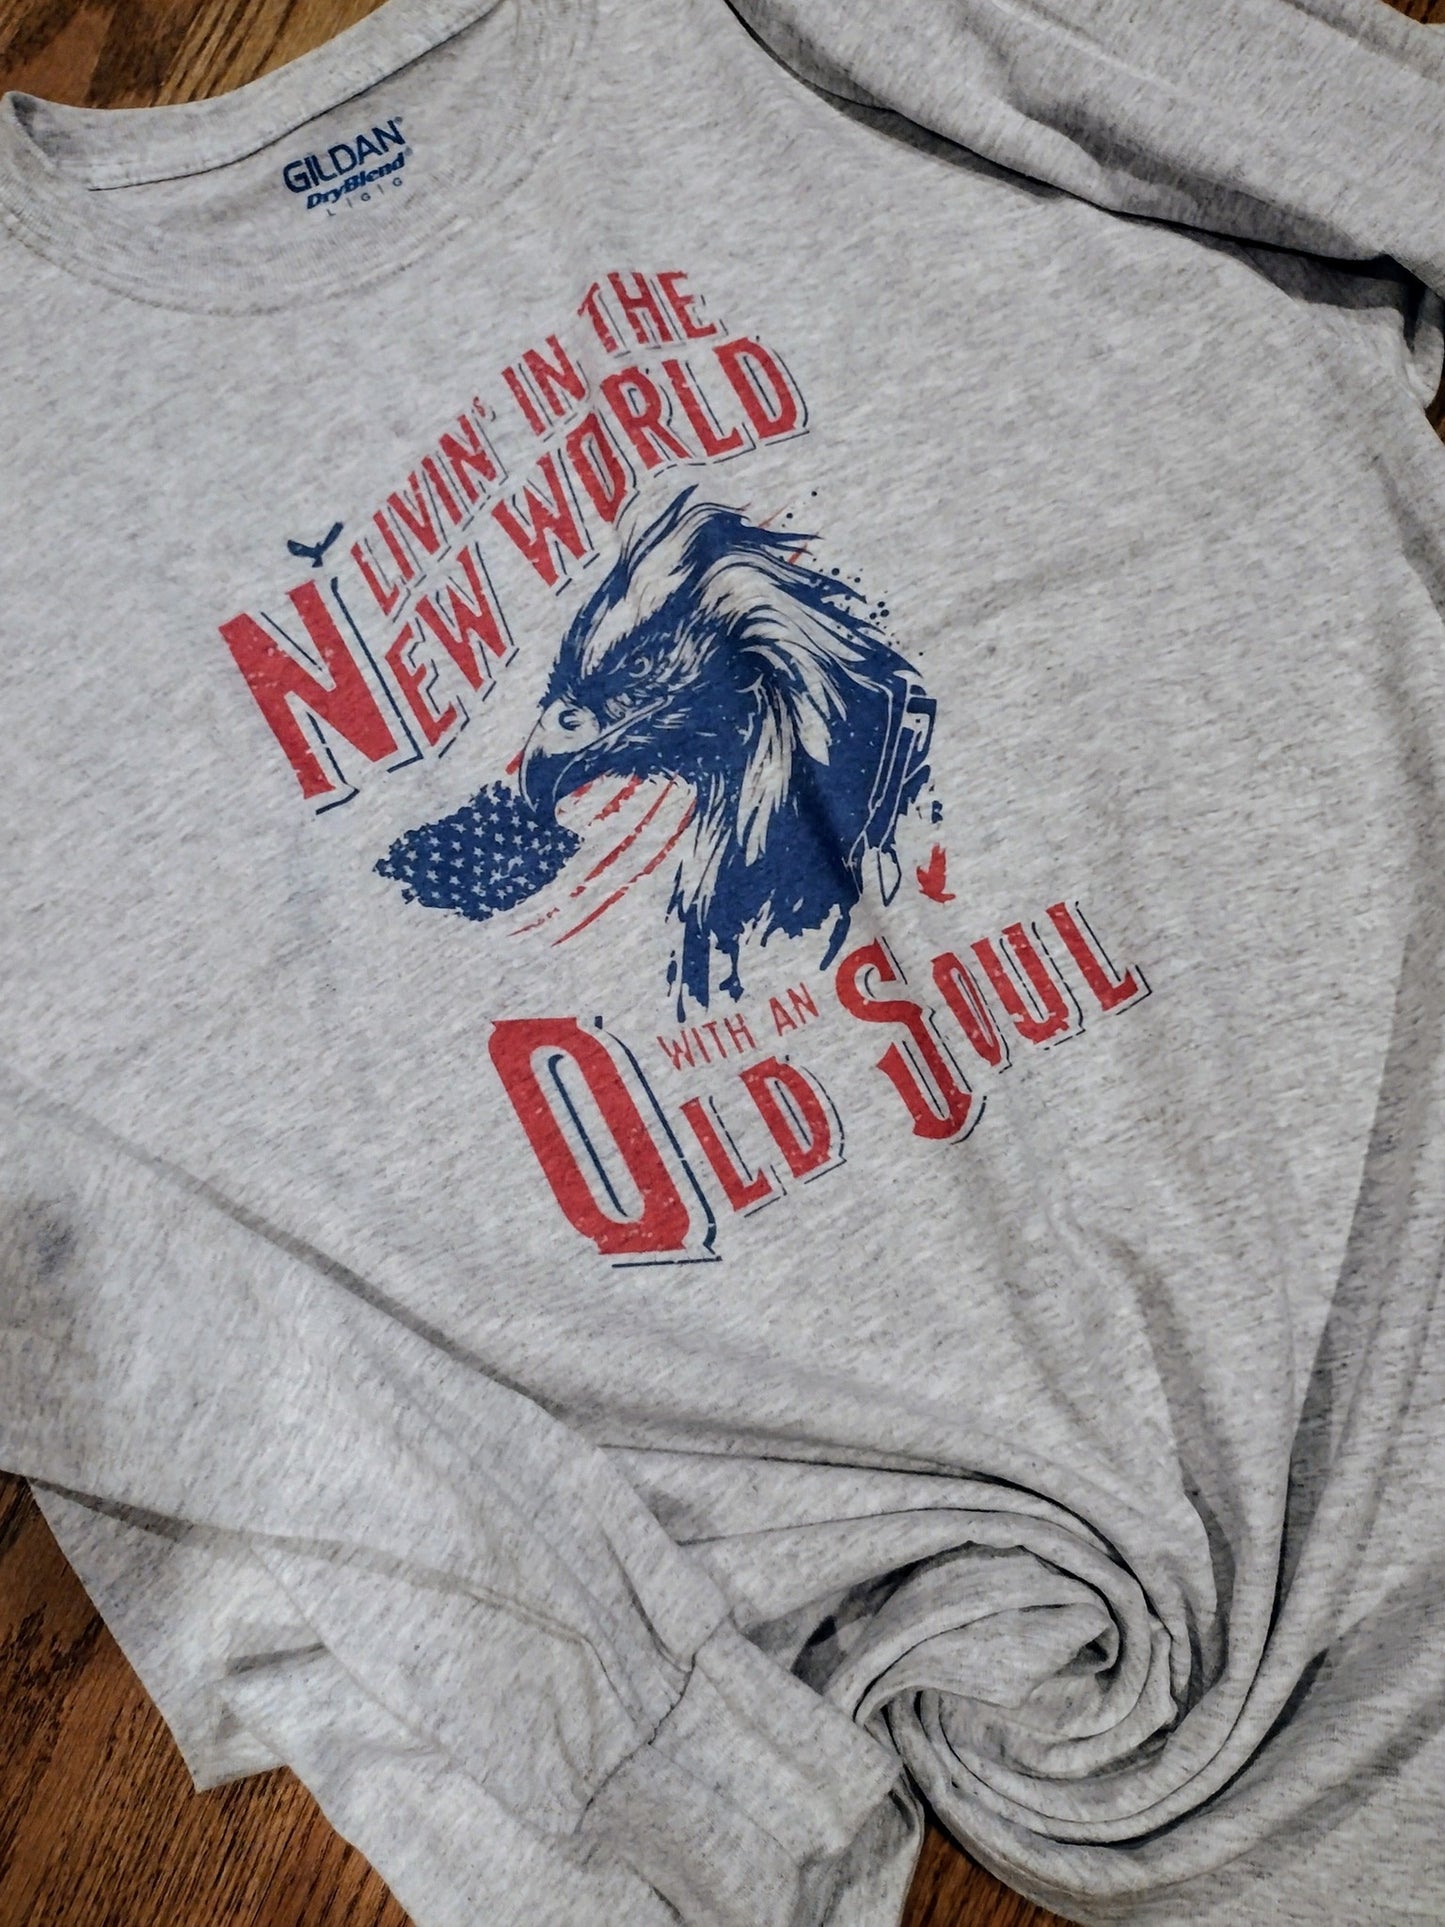 GILDAN®
DryBlend®
L | G | G
LIVIN' IN THE
NEW WORLD
WITH AN
OLD SOUL